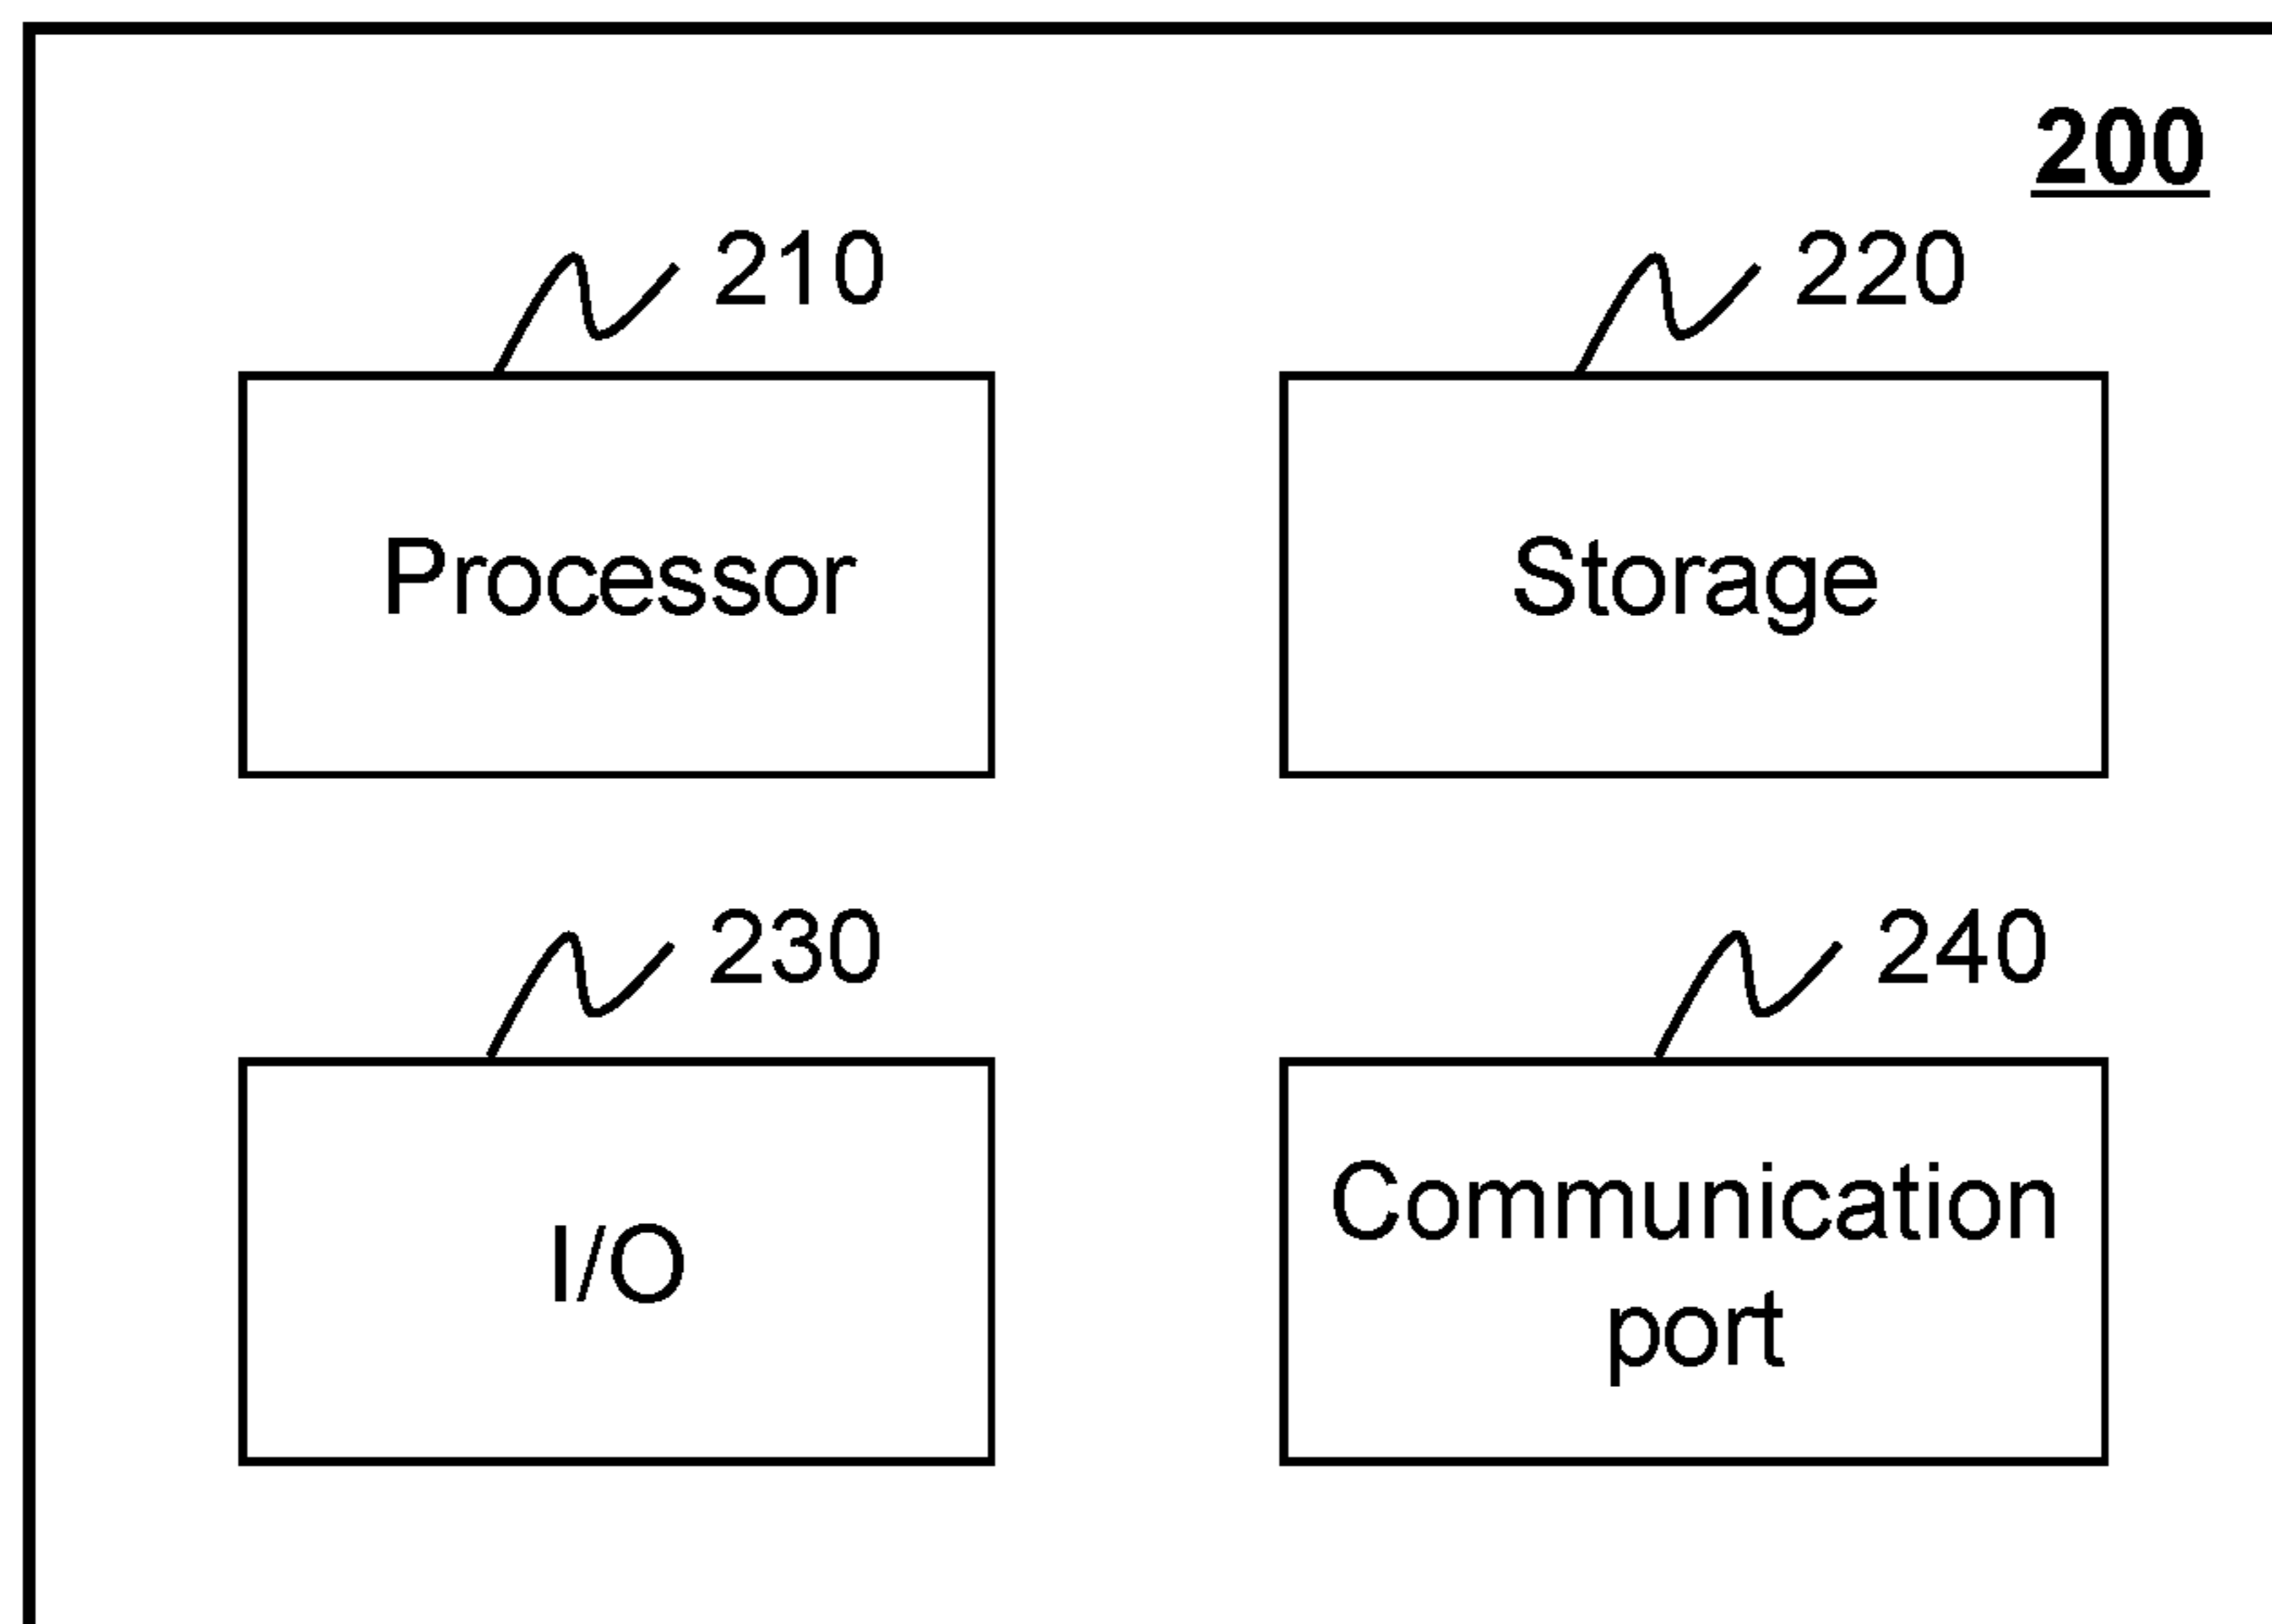 200
210
220
Processor
Storage
230
240
I/O
Communication
port